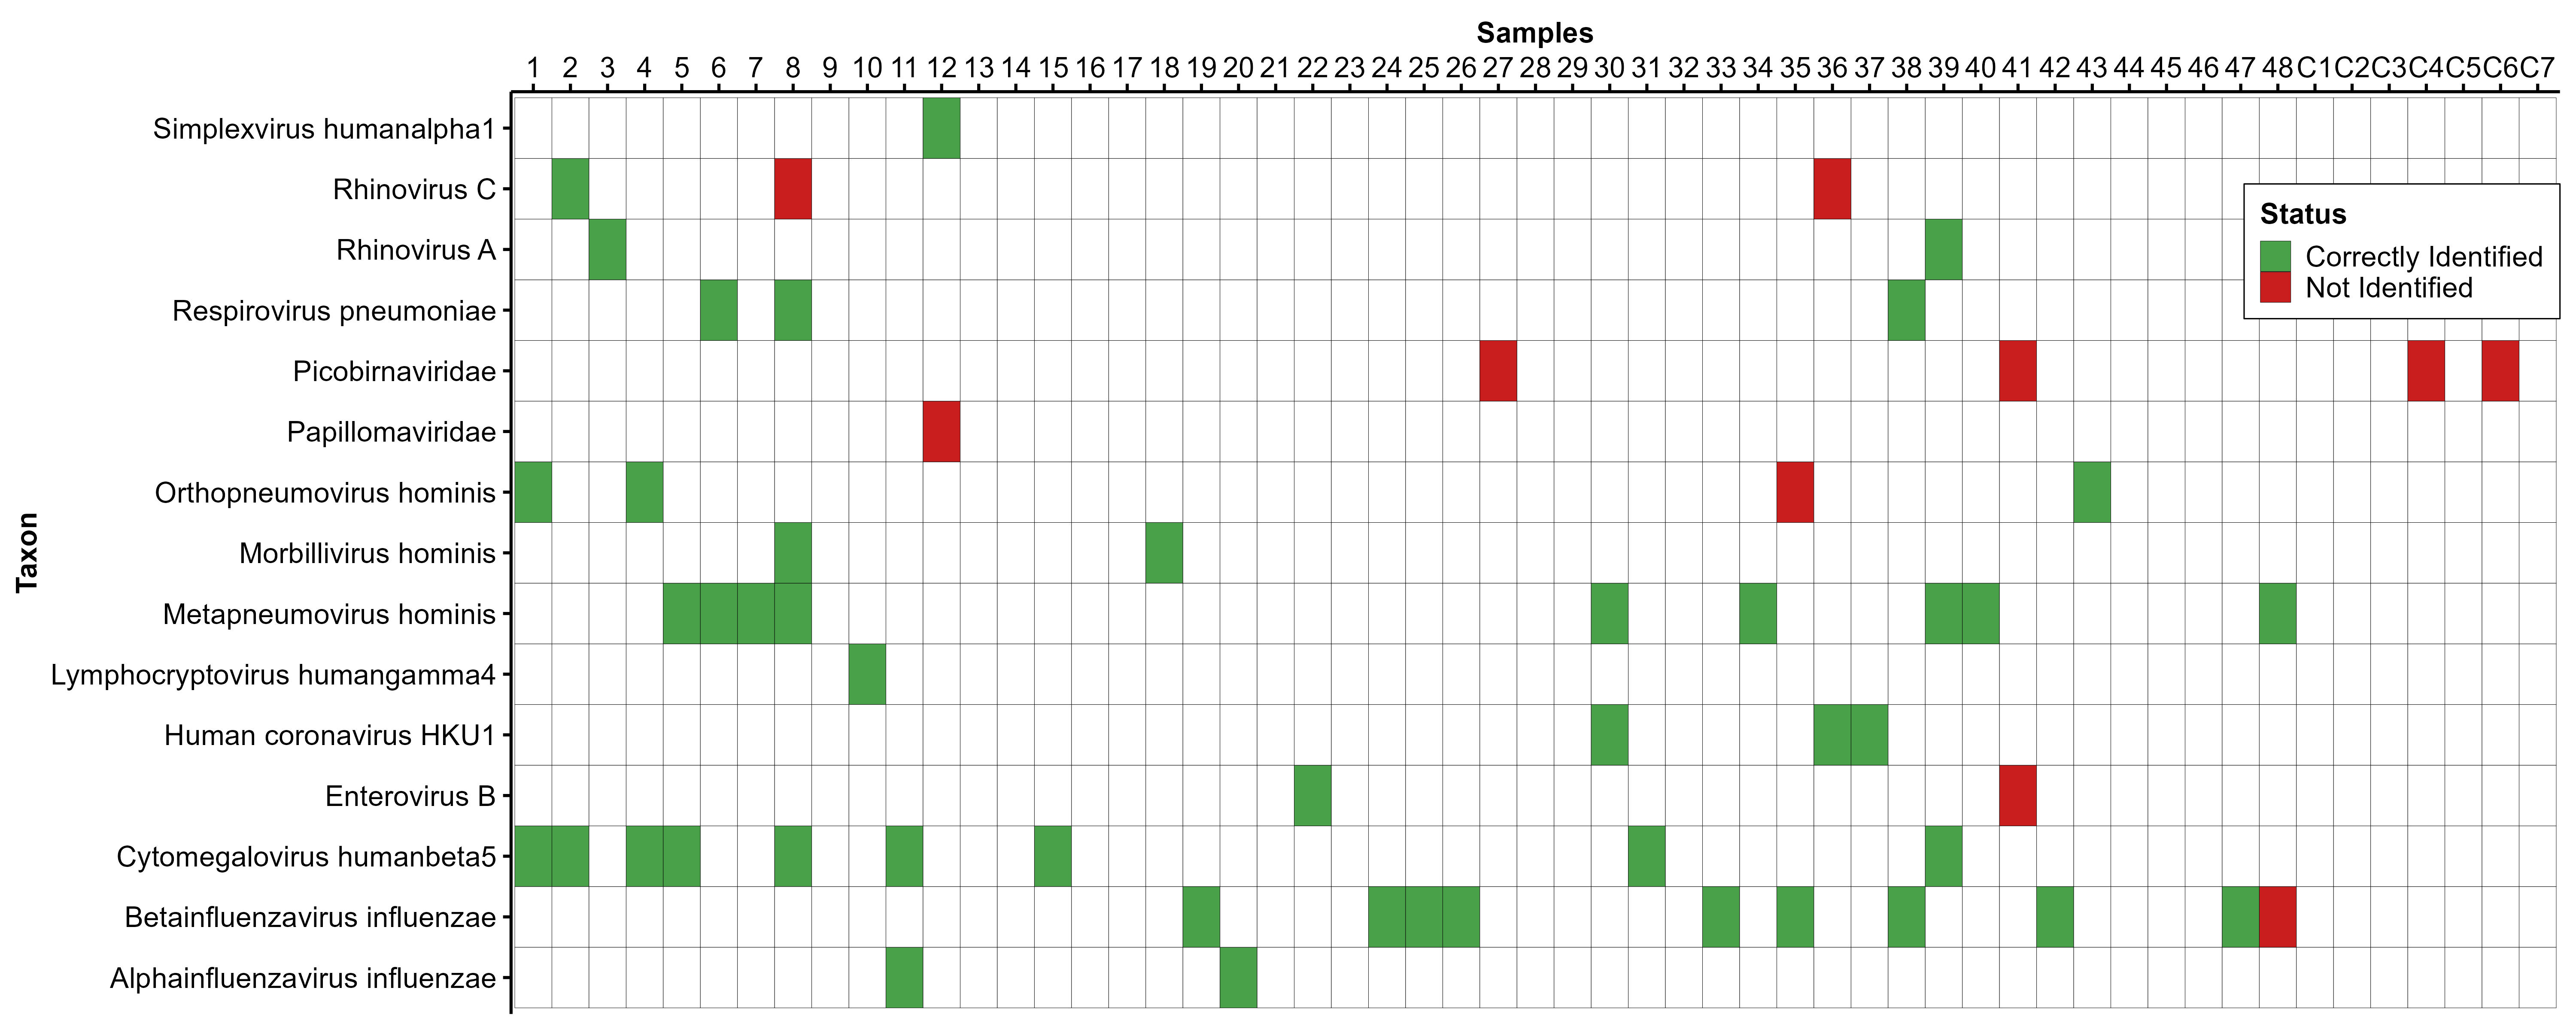 Samples
1 2 3 4 5 6 7 8 9 10 11 12 13 14 15 16 17 18 19 20 21 22 23 24 25 26 27 28 29 30 31 32 33 34 35 36 37 38 39 40 41 42 43 44 45 46 47 48 C1 C2 C3 C4 C5 C6 C7
Taxon
Simplexvirus humanalpha1
Rhinovirus C
Rhinovirus A
Respirovirus pneumoniae
Picobirnaviridae
Papillomaviridae
Orthopneumovirus hominis
Morbillivirus hominis
Metapneumovirus hominis
Lymphocryptovirus humangamma4
Human coronavirus HKU1
Enterovirus B
Cytomegalovirus humanbeta5
Betainfluenzavirus influenzae
Alphainfluenzavirus influenzae
Status
Correctly Identified
Not Identified